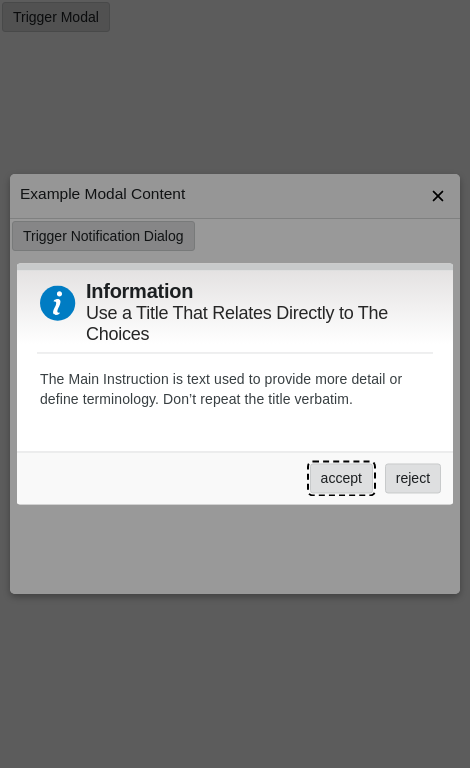 Trigger Modal
Example Modal Content
Trigger Notification Dialog
Information
Use a Title That Relates Directly to The
Choices
The Main Instruction is text used to provide more detail or
define terminology. Don’t repeat the title verbatim.
accept
reject